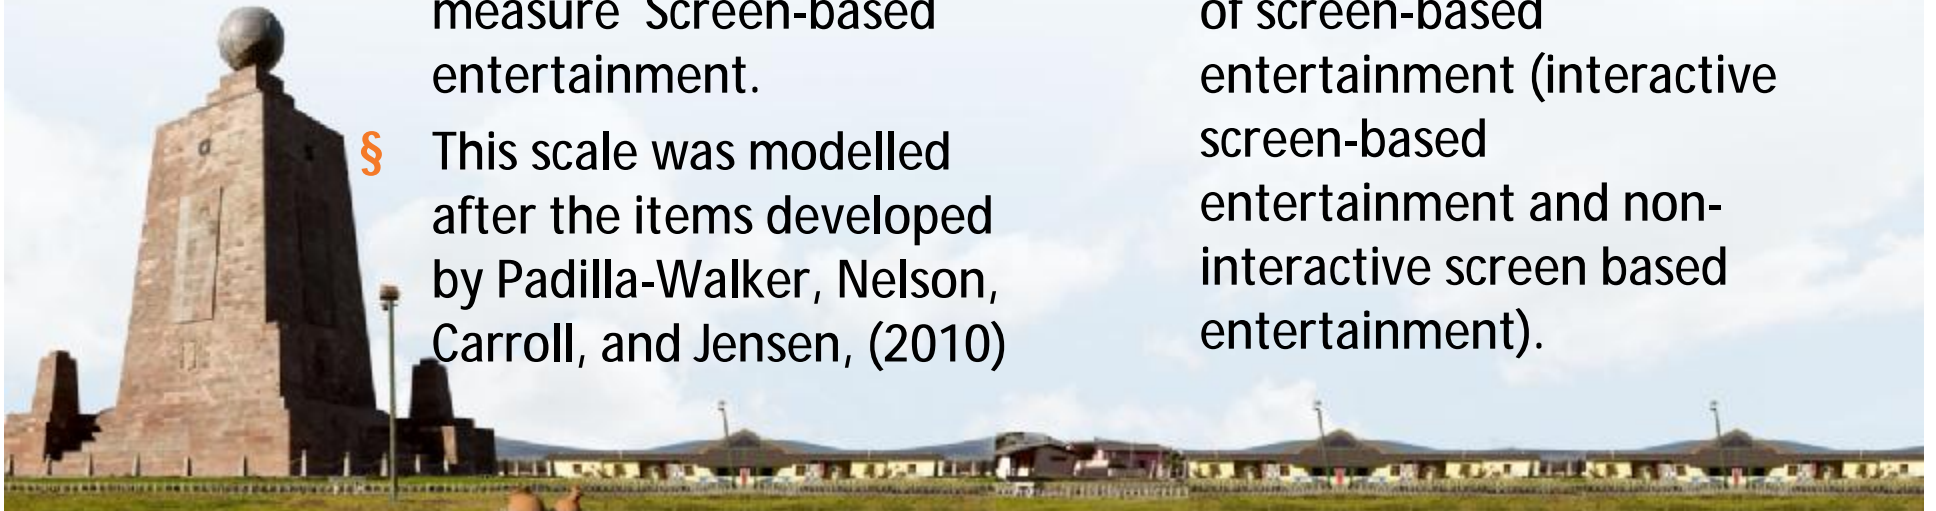 measure Screen-based
entertainment.
§ This scale was modelled
after the items developed
by Padilla-Walker, Nelson,
Carroll, and Jensen, (2010)
of screen-based
entertainment (interactive
screen-based
entertainment and non-
interactive screen based
entertainment).